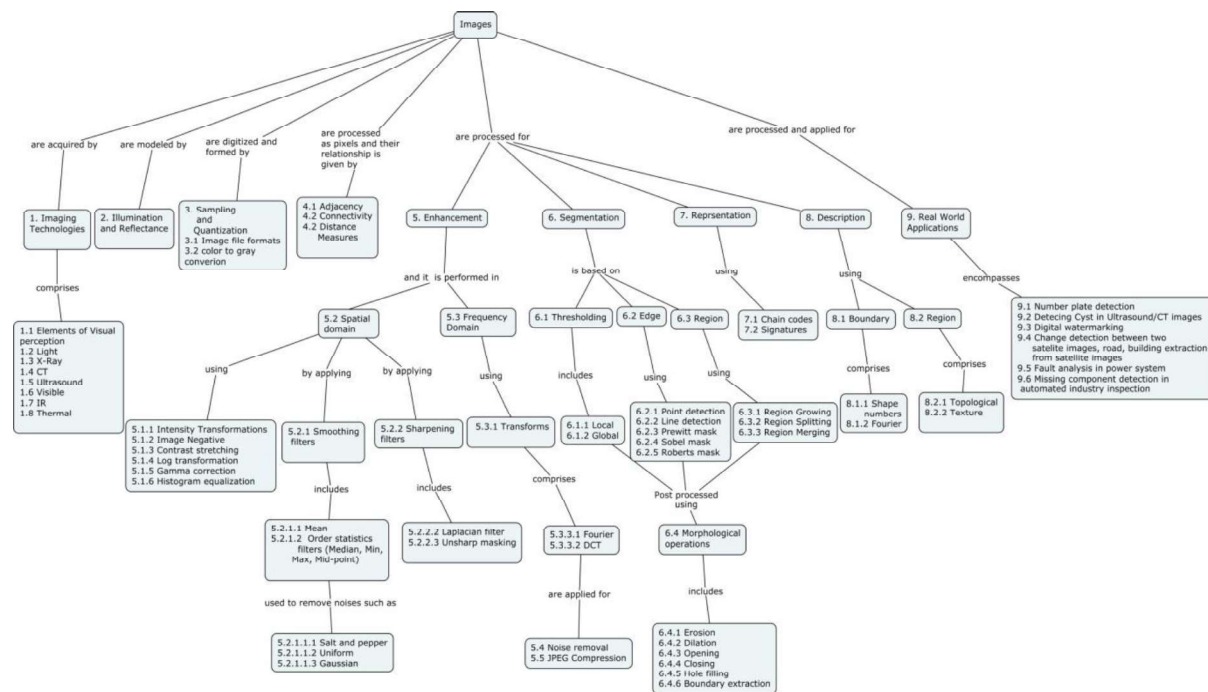 Images
are acquired by
are modeled by
are digitized and
formed by
are processed
as pixels and their
relationship is
given by
are processed for
are processed and applied for
1. Imaging
Technologies
2. Illumination
and Reflectance
3. Sampling
and
Quantization
3.1 Image file formats
3.2 color to gray
converion
4.1 Adjacency
4.2 Connectivity
4.2 Distance
Measures
5. Enhancement
6. Segmentation
7. Reprsentation
8. Description
9. Real World
Applications
comprises
and it is performed in
is based on
using
using
encompasses
1.1 Elements of Visual
perception
1.2 Light
1.3 X-Ray
1.4 CT
1.5 Ultrasound
1.6 Visible
1.7 IR
1.8 Thermal
5.2 Spatial
domain
5.3 Frequency
Domain
6.1 Thresholding
6.2 Edge
6.3 Region
7.1 Chain codes
7.2 Signatures
8.1 Boundary
8.2 Region
9.1 Number plate detection
9.2 Detecing Cyst in Ultrasound/CT images
9.3 Digital watermarking
9.4 Change detection between two
satelite images, road, building extraction
from satellite images
9.5 Fault analysis in power system
9.6 Missing component detection in
automated industry inspection
using
by applying
by applying
using
includes
using
using
comprises
comprises
5.1.1 Intensity Transformations
5.1.2 Image Negative
5.1.3 Contrast stretching
5.1.4 Log transformation
5.1.5 Gamma correction
5.1.6 Histogram equalization
5.2.1 Smoothing
filters
5.2.2 Sharpening
filters
5.3.1 Transforms
6.1.1 Local
6.1.2 Global
6.2.1 Point detection
6.2.2 Line detection
6.2.3 Prewitt mask
6.2.4 Sobel mask
6.2.5 Roberts mask
6.3.1 Region Growing
6.3.2 Region Splitting
6.3.3 Region Merging
8.1.1 Shape
numbers
8.1.2 Fourier
8.2.1 Topological
8.2.2 Texture
includes
includes
comprises
Post processed
using
5.2.1.1 Mean
5.2.1.2 Order statistics
filters (Median, Min,
Max, Mid-point)
5.2.2.2 Laplacian filter
5.2.2.3 Unsharp masking
5.3.3.1 Fourier
5.3.3.2 DCT
6.4 Morphological
operations
used to remove noises such as
are applied for
includes
5.2.1.1.1 Salt and pepper
5.2.1.1.2 Uniform
5.2.1.1.3 Gaussian
5.4 Noise removal
5.5 JPEG Compression
6.4.1 Erosion
6.4.2 Dilation
6.4.3 Opening
6.4.4 Closing
6.4.5 Hole filling
6.4.6 Boundary extraction